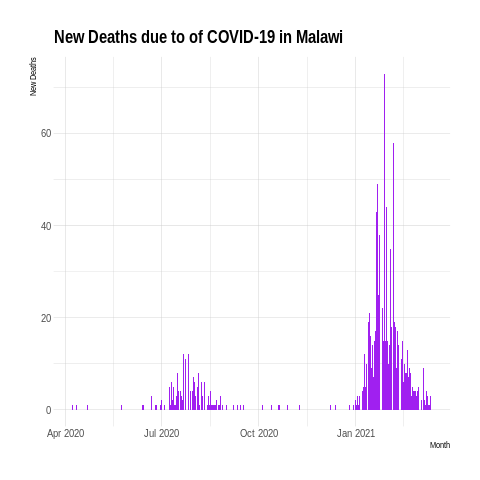 New Deaths due to of COVID-19 in Malawi
New Deaths
60
40
20
0
Apr 2020 Jul 2020 Oct 2020 Jan 2021
Month